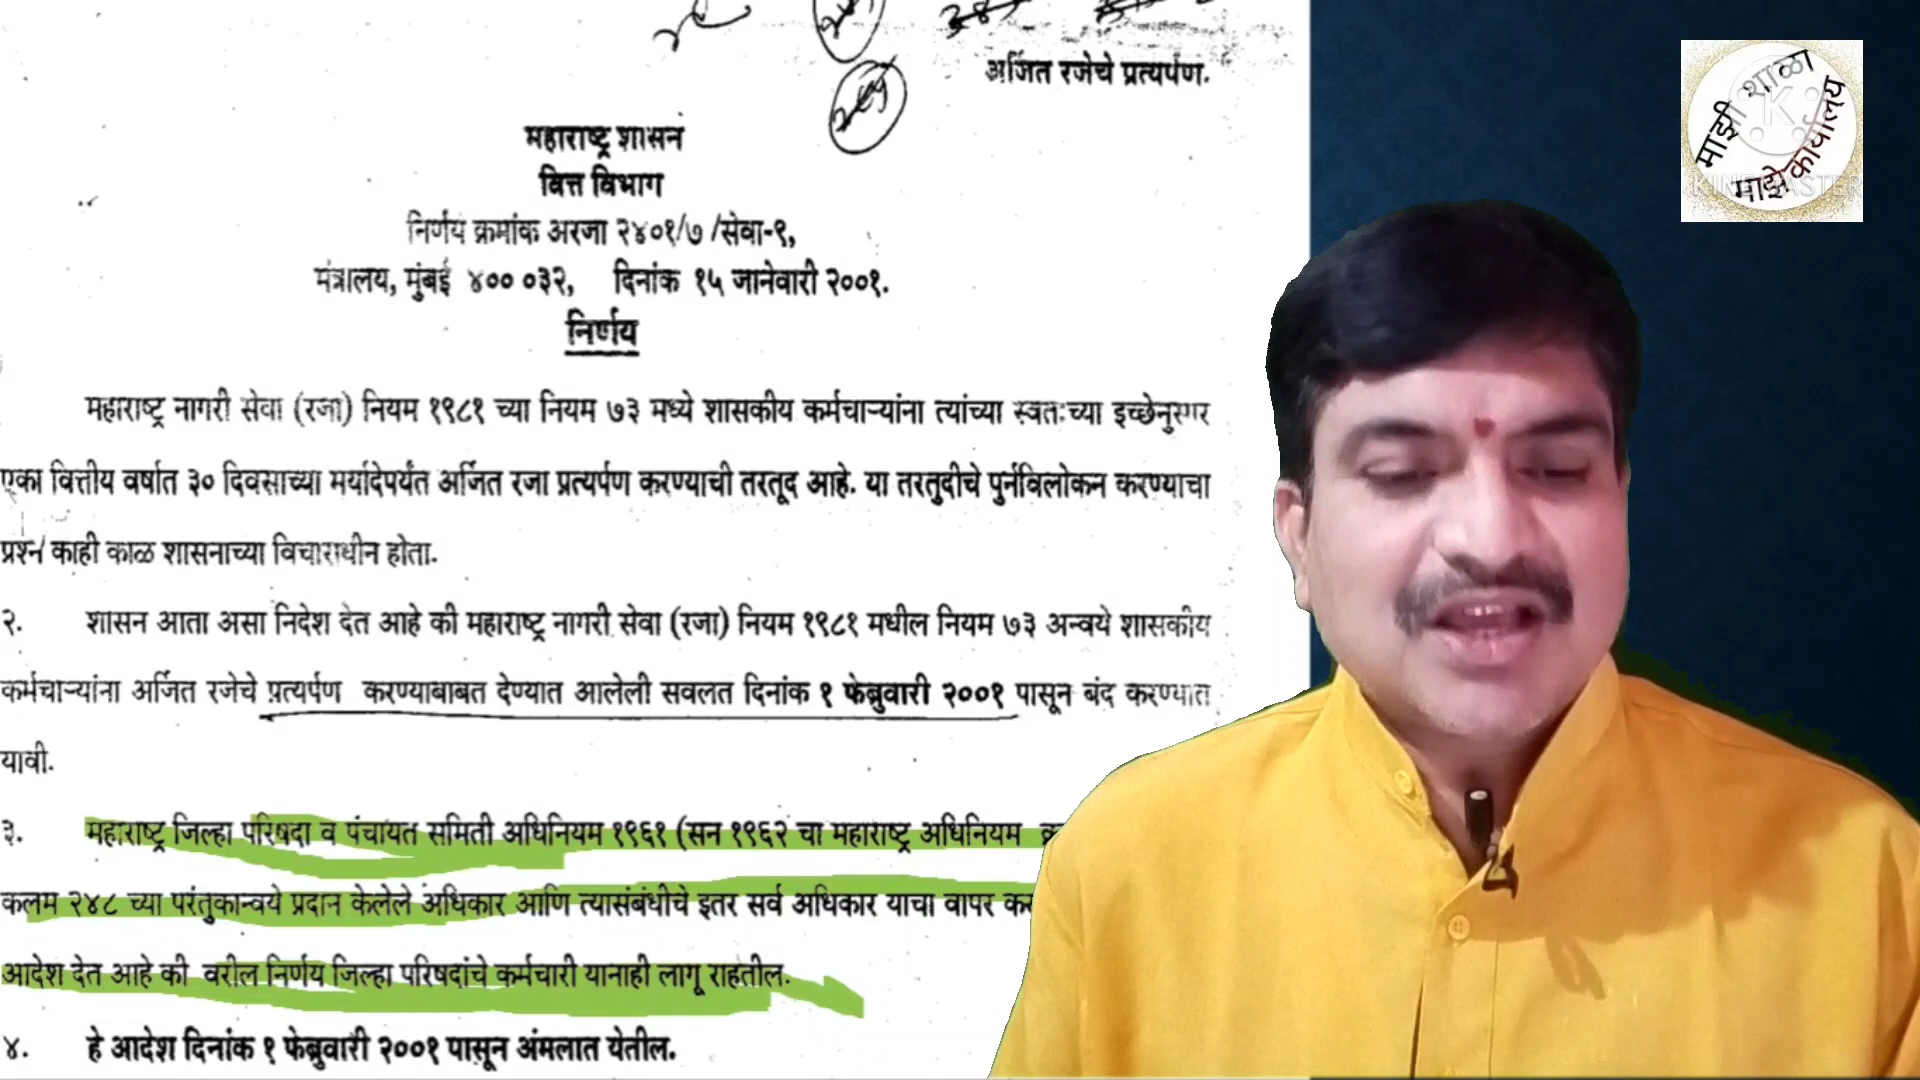 अर्जित रजेचे प्रत्यर्पण.
महाराष्ट्र शासन
वित्त विभाग
निर्णय क्रमांक अरजा २४०१/७ /सेवा-९,
मंत्रालय, मुंबई ४०० ०३२, दिनांक १५ जानेवारी २००१.
निर्णय
महाराष्ट्र नागरी सेवा (रजा) नियम १९८१ च्या नियम ७३ मध्ये शासकीय कर्मचाऱ्यांना त्यांच्या स्वतःच्या इच्छेनुसार
एका वित्तीय वर्षात ३० दिवसाच्या मर्यादेपर्यंत अर्जित रजा प्रत्यर्पण करण्याची तरतूद आहे. या तरतुदीचे पुर्नविलोकन करण्याचा
प्रश्न काही काळ शासनाच्या विचाराधीन होता.
२. शासन आता असा निदेश देत आहे की महाराष्ट्र नागरी सेवा (रजा) नियम १९८१ मधील नियम ७३ अन्वये शासकीय
कर्मचाऱ्यांना अर्जित रजेचे प्रत्यर्पण करण्याबाबत देण्यात आलेली सवलत दिनांक १ फेब्रुवारी २००१ पासून बंद करण्यात
यावी.
३. महाराष्ट्र जिल्हा परिषदा व पंचायत समिती अधिनियम १९६१ (सन १९६२ चा महाराष्ट्र अधिनियम
कलम २४८ च्या परंतुकान्वये प्रदान केलेले अधिकार आणि त्यासंबंधीचे इतर सर्व अधिकार याचा वापर
आदेश देत आहे की वरील निर्णय जिल्हा परिषदांचे कर्मचारी यानाही लागू राहतील.
४. हे आदेश दिनांक १ फेब्रुवारी २००१ पासून अंमलात येतील.
माझी शाळा
माझे कार्यालय
KINEMASTER